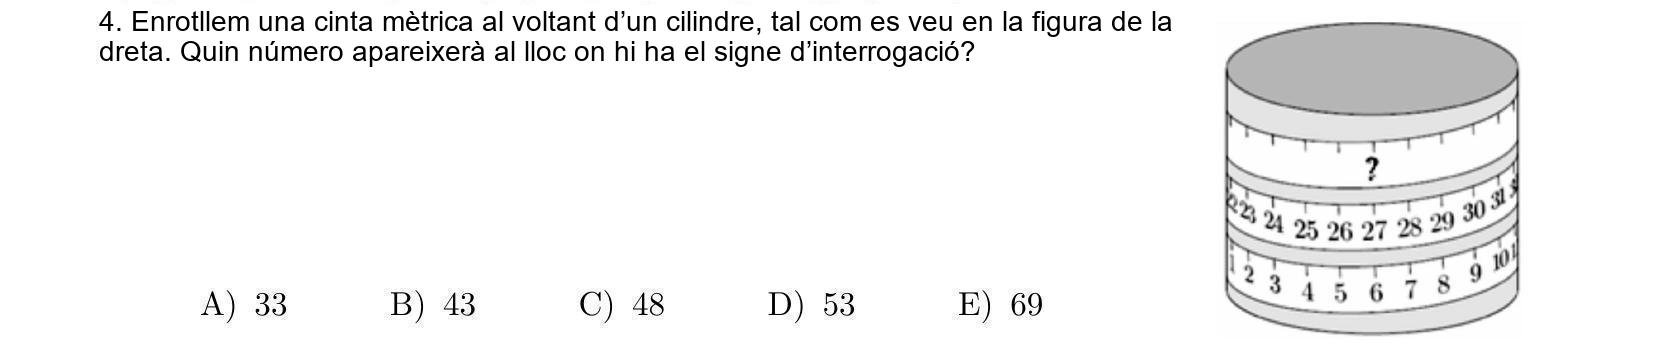 4. Enrotllem una cinta mètrica al voltant d’un cilindre, tal com es veu en la figura de la
dreta. Quin número apareixerà al lloc on hi ha el signe d’interrogació?
?
23 24 25 26 27 28 29 30 31
1 2 3 4 5 6 7 8 9 10
A) 33 B) 43 C) 48 D) 53 E) 69